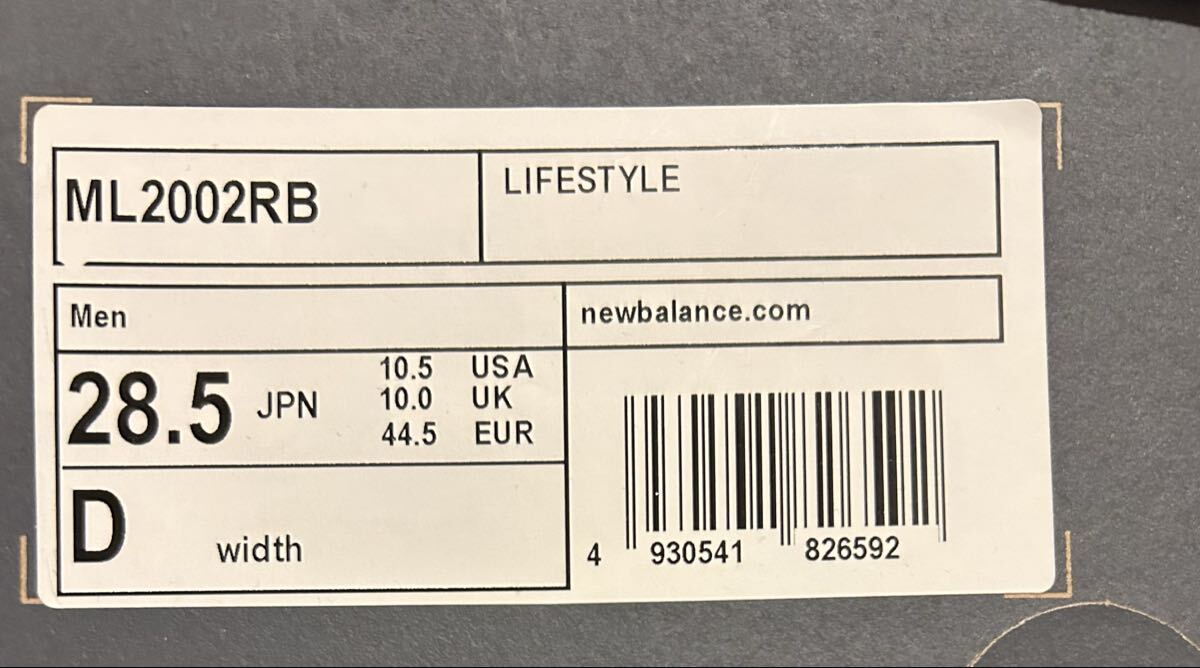 ML2002RB
LIFESTYLE
Men
newbalance.com
28.5 JPN
10.5 USA
10.0 UK
44.5 EUR
D width
4 930541 826592